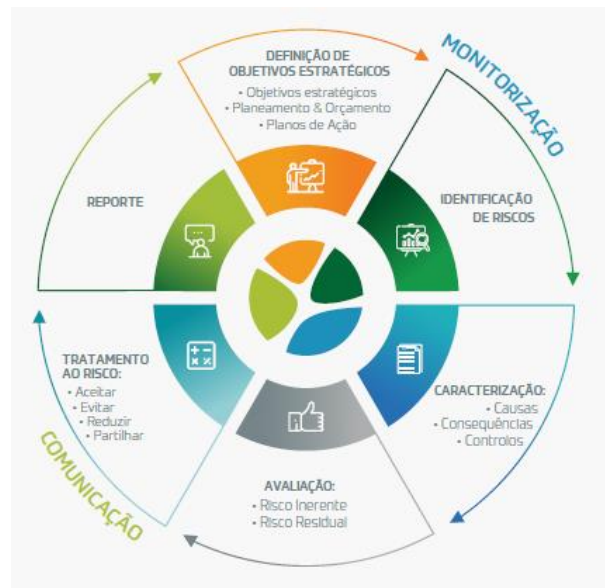 DEFINIÇÃO DE
OBJETIVOS ESTRATÉGICOS
• Objetivos estratégicos
• Planeamento & Orçamento
• Planos de Ação
MONITORIZAÇÃO
IDENTIFICAÇÃO
DE RISCOS
CARACTERIZAÇÃO:
• Causas
• Consequências
• Controlos
AVALIAÇÃO:
• Risco Inerente
• Risco Residual
COMUNICAÇÃO
TRATAMENTO
AO RISCO:
• Aceitar
• Evitar
• Reduzir
• Partilhar
REPORTE